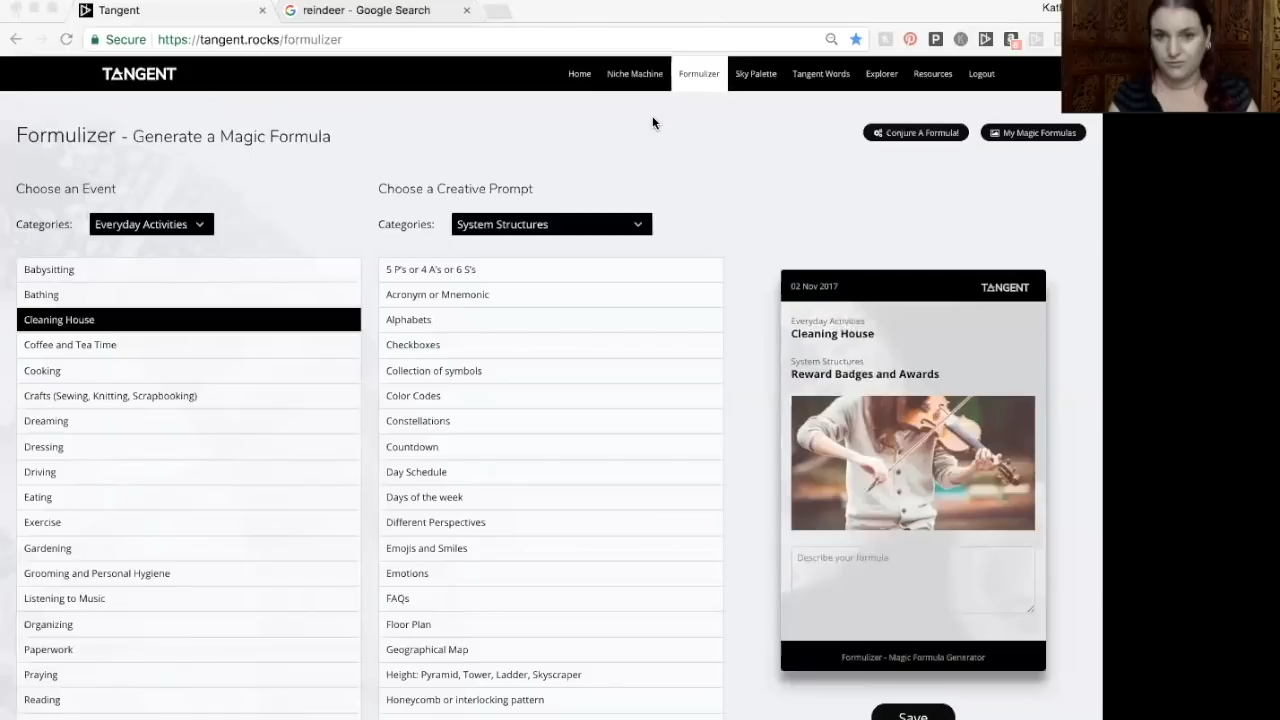 Tangent
reindeer - Google Search
Kath
Secure https://tangent.rocks/formulizer
TANGENT
Home Niche Machine Formulizer Sky Palette Tangent Words Explorer Resources Logout
Formulizer - Generate a Magic Formula
Conjure A Formula! My Magic Formulas
Choose an Event Choose a Creative Prompt
Categories: Everyday Activities Categories: System Structures
Babysitting
Bathing
Cleaning House
Coffee and Tea Time
Cooking
Crafts (Sewing, Knitting, Scrapbooking)
Dreaming
Dressing
Driving
Eating
Exercise
Gardening
Grooming and Personal Hygiene
Listening to Music
Organizing
Paperwork
Praying
Reading
5 P's or 4 A's or 6 S's
Acronym or Mnemonic
Alphabets
Checkboxes
Collection of symbols
Color Codes
Constellations
Countdown
Day Schedule
Days of the week
Different Perspectives
Emojis and Smiles
Emotions
FAQs
Floor Plan
Geographical Map
Height: Pyramid, Tower, Ladder, Skyscraper
Honeycomb or interlocking pattern
02 Nov 2017 TANGENT
Everyday Activities
Cleaning House
System Structures
Reward Badges and Awards
Describe your formula
Formulizer - Magic Formula Generator
Save